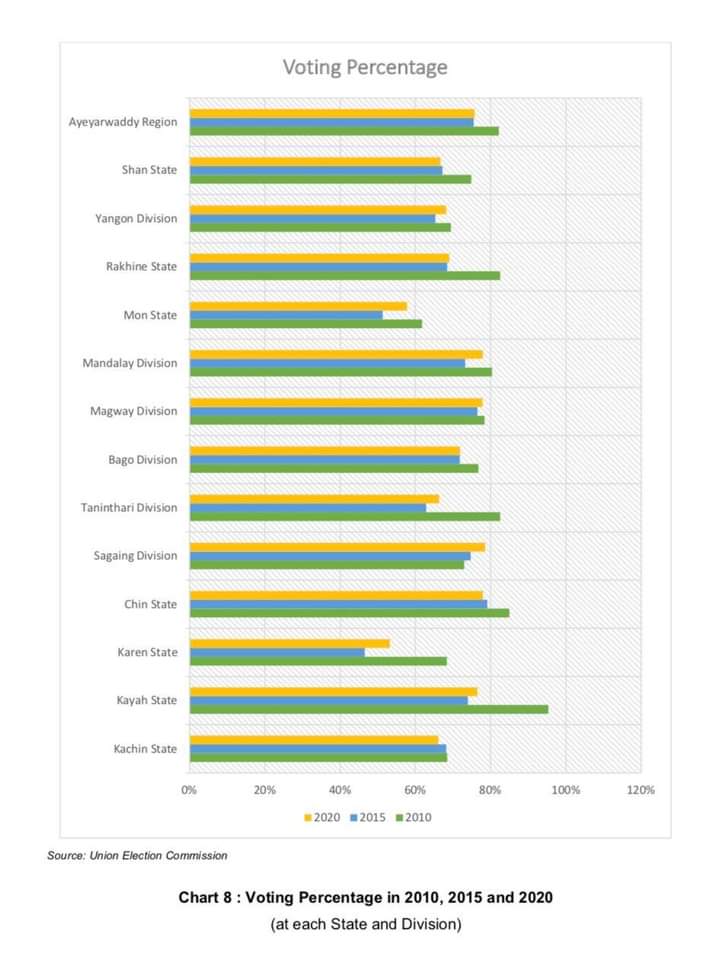 Voting Percentage
Ayeyarwaddy Region
Shan State
Yangon Division
Rakhine State
Mon State
Mandalay Division
Magway Division
Bago Division
Taninthari Division
Sagaing Division
Chin State
Karen State
Kayah State
Kachin State
0% 20% 40% 60% 80% 100% 120%
2020 2015 2010
Source: Union Election Commission
Chart 8 : Voting Percentage in 2010, 2015 and 2020
(at each State and Division)